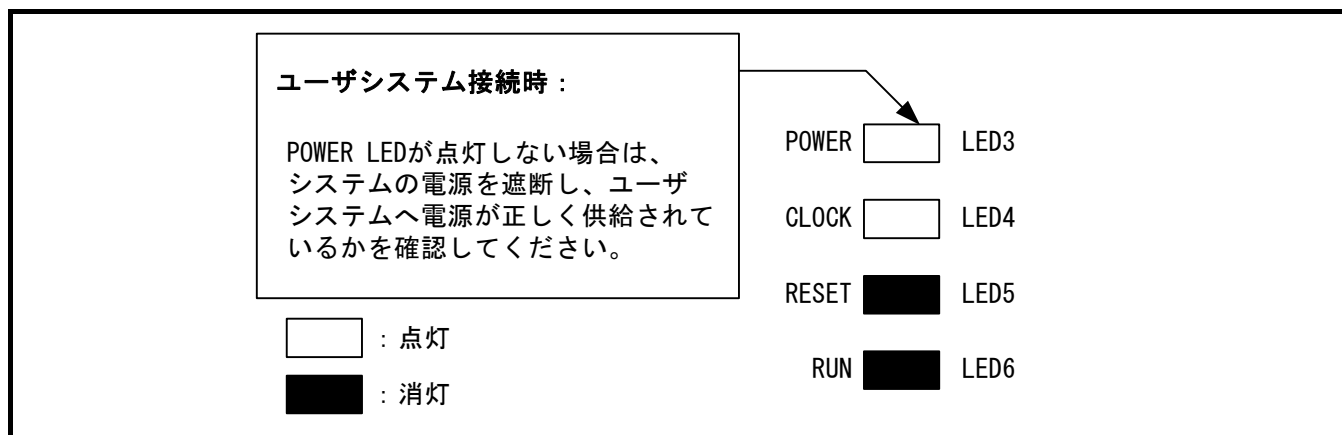 ユーザシステム接続時：
POWER LEDが点灯しない場合は、
システムの電源を遮断し、ユーザ
システムへ電源が正しく供給されて
いるかを確認してください。
：点灯
：消灯
POWER LED3
CLOCK LED4
RESET LED5
RUN LED6